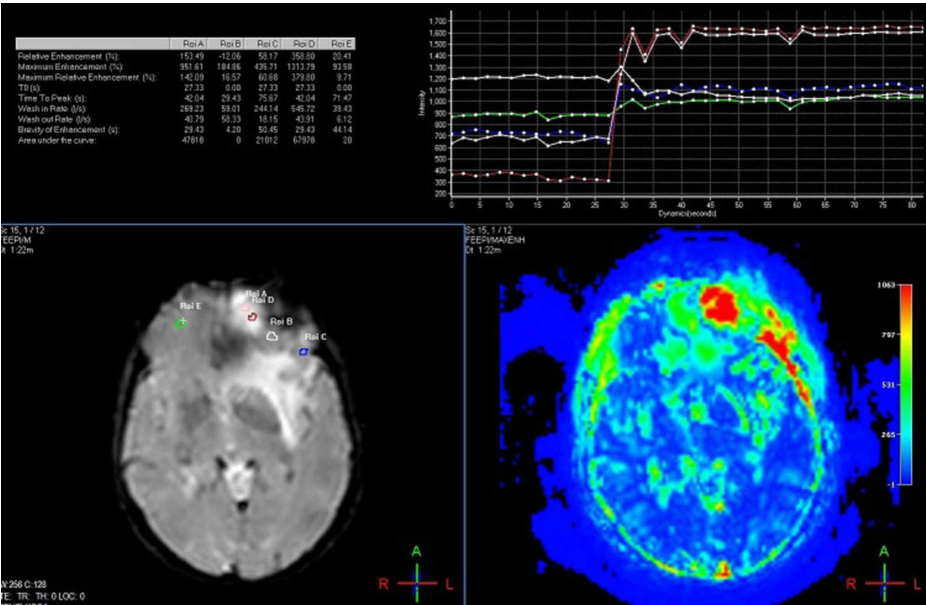 Roi A Roi B Roi C Roi D Roi E
Relative Enhancement (%): 153.49 -12.06 58.17 358.80 20.41
Maximum Enhancement (%): 951.61 184.86 435.71 1313.79 93.58
Maximum Relative Enhancement (%): 142.09 16.57 60.68 379.80 9.71
T0 (s): 27.33 0.00 27.33 27.33 0.00
Time To Peak (s): 42.04 29.43 75.67 42.04 71.47
Wash in Rate (I/s): 269.23 59.01 244.14 545.72 39.43
Wash out Rate (I/s): 40.79 58.33 18.15 43.91 6.12
Brevity of Enhancement (s): 29.43 4.20 50.45 29.43 44.14
Area under the curve: 47818 0 21012 67978 20
1,700
1,600
1,500
1,400
1,300
1,200
1,100
1,000
900
800
700
600
500
400
300
200
Intensity
0 5 10 15 20 25 30 35 40 45 50 55 60 65 70 75 80
Dynamics(seconds)
Sc 15, 1 / 12
FEEPI/M
Dt 1:22m
Roi E
Roi A
Roi D
Roi B
Roi C
A
R L
W:256 C:128
TE: TR: TH: 0 LOC: 0
Sc 15, 1 / 12
FEEPI/MAXENH
Dt 1:22m
1063
797
531
265
-1
A
R L